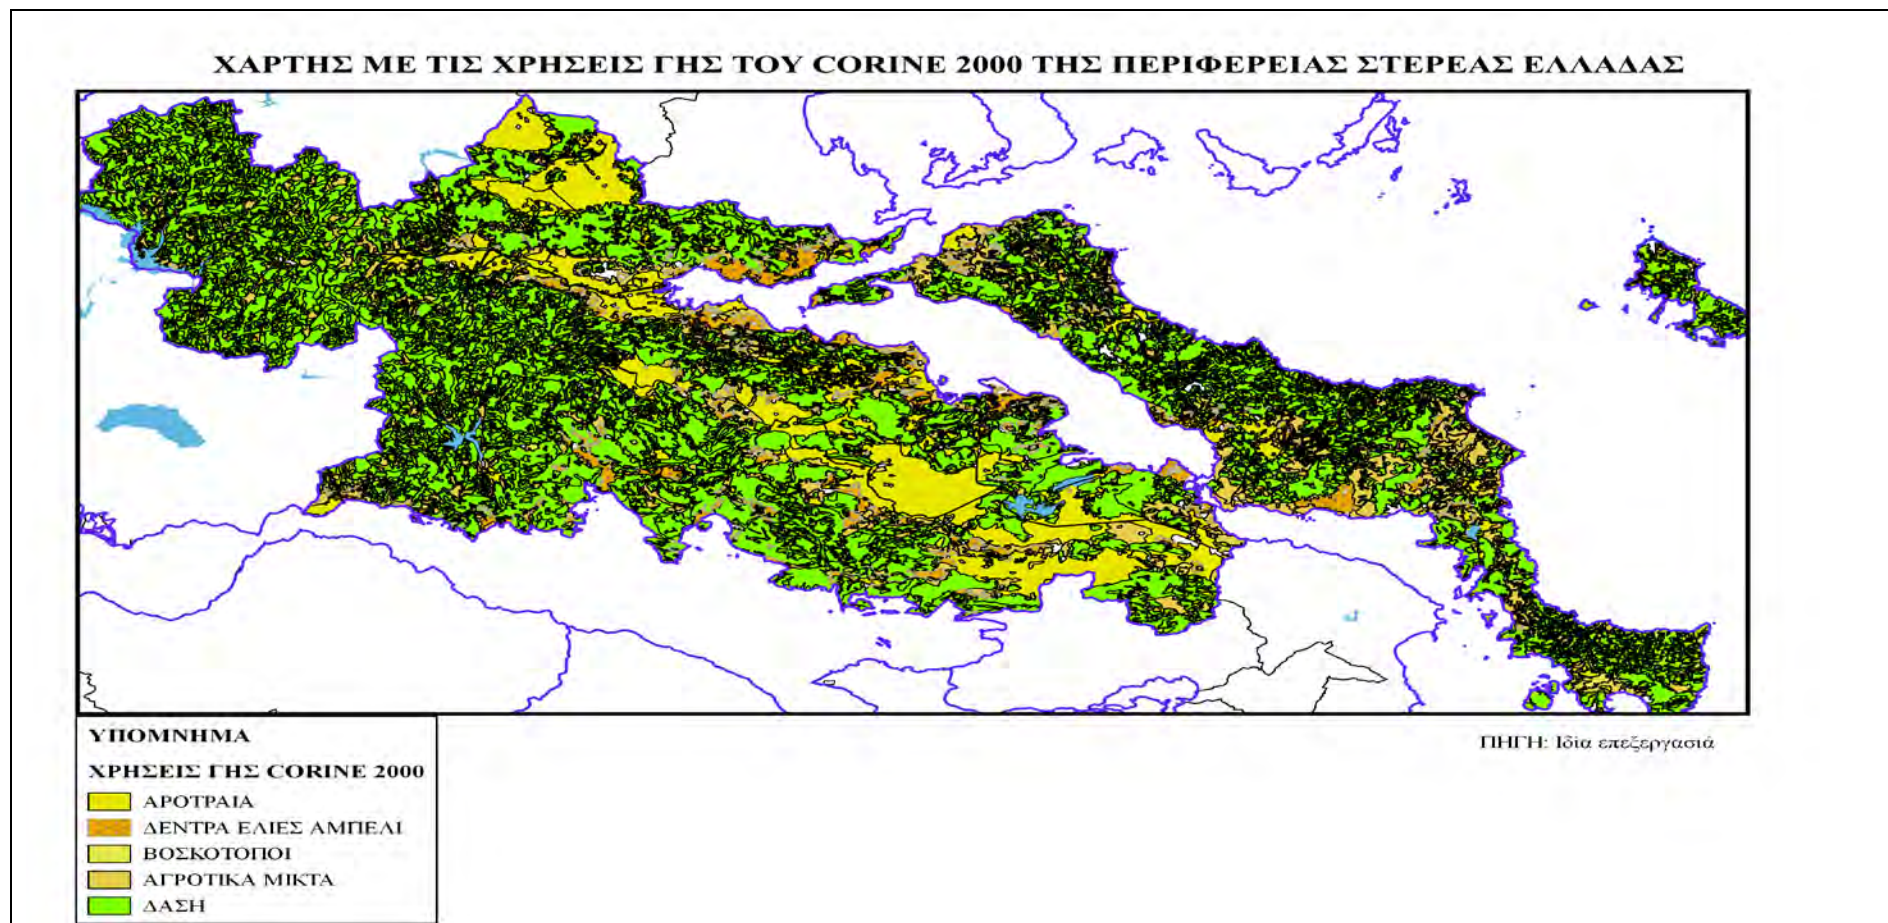 ΧΑΡΤΗΣ ΜΕ ΤΙΣ ΧΡΗΣΕΙΣ ΓΗΣ ΤΟΥ CORINE 2000 ΤΗΣ ΠΕΡΙΦΕΡΕΙΑΣ ΣΤΕΡΕΑΣ ΕΛΛΑΔΑΣ
ΥΠΟΜΝΗΜΑ
ΧΡΗΣΕΙΣ ΓΗΣ CORINE 2000
ΑΡΟΤΡΑΙΑ
ΔΕΝΤΡΑ ΕΛΙΕΣ ΑΜΠΕΛΙ
ΒΟΣΚΟΤΟΠΟΙ
ΑΓΡΟΤΙΚΑ ΜΙΚΤΑ
ΔΑΣΗ
ΠΗΓΗ: Ιδία επεξεργασιά